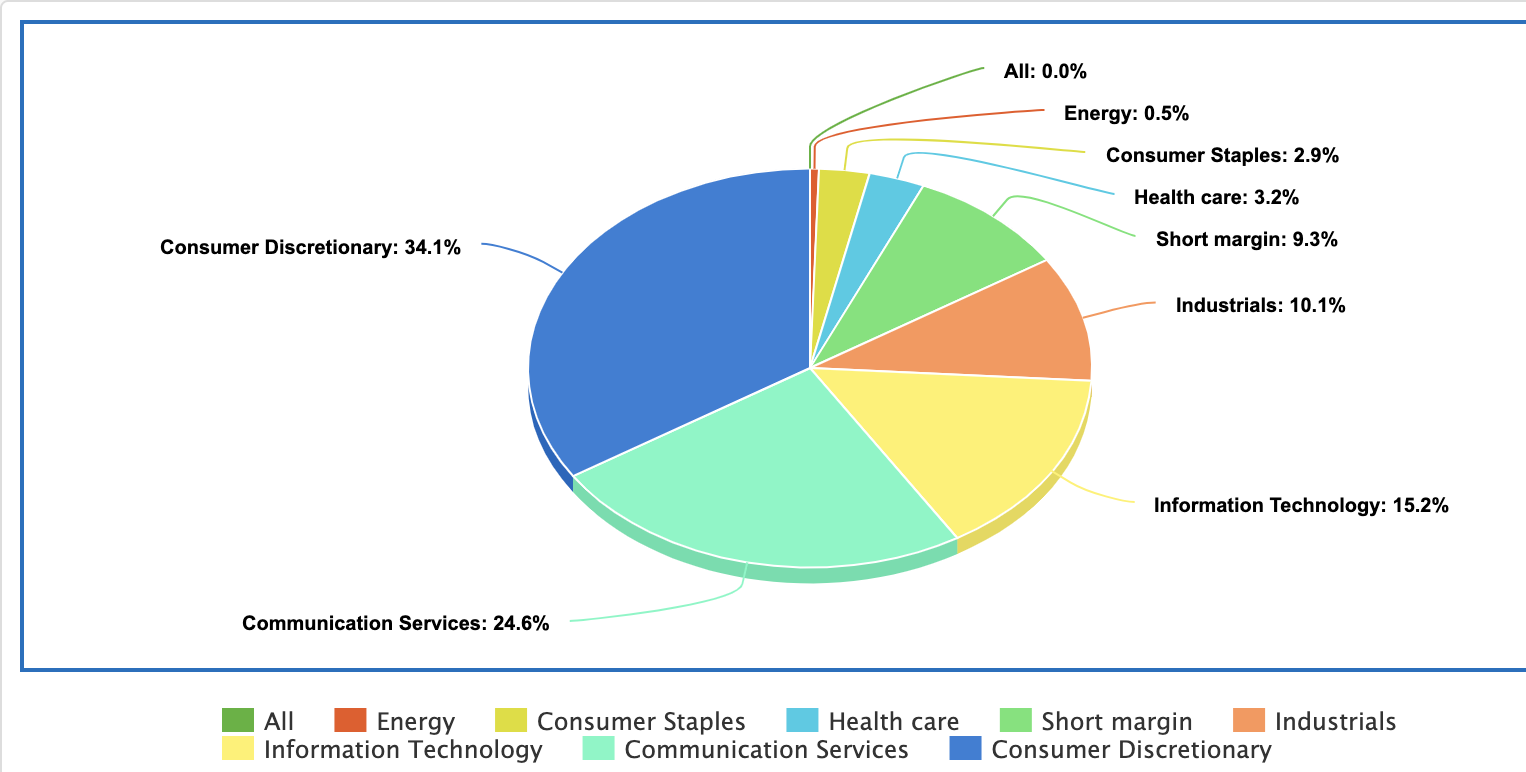 All: 0.0%
Energy: 0.5%
Consumer Staples: 2.9%
Health care: 3.2%
Short margin: 9.3%
Consumer Discretionary: 34.1%
Industrials: 10.1%
Information Technology: 15.2%
Communication Services: 24.6%
All Energy Consumer Staples Health care Short margin Industrials
Information Technology Communication Services Consumer Discretionary